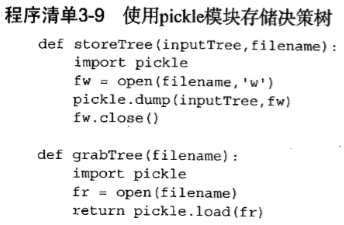 程序清单3-9 使用pickle模块存储决策树
def storeTree(inputTree,filename):
    import pickle
    fw = open(filename,'w')
    pickle.dump(inputTree,fw)
    fw.close()
def grabTree(filename):
    import pickle
    fr = open(filename)
    return pickle.load(fr)